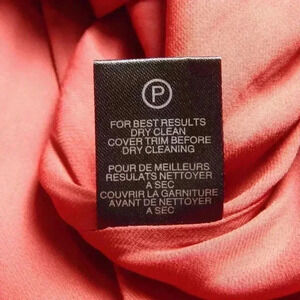 P
FOR BEST RESULTS
DRY CLEAN
COVER TRIM BEFORE
DRY CLEANING
POUR DE MEILLEURS
RESULATS NETTOYER
A SEC
COUVRIR LA GARNITURE
AVANT DE NETTOYER
A SEC